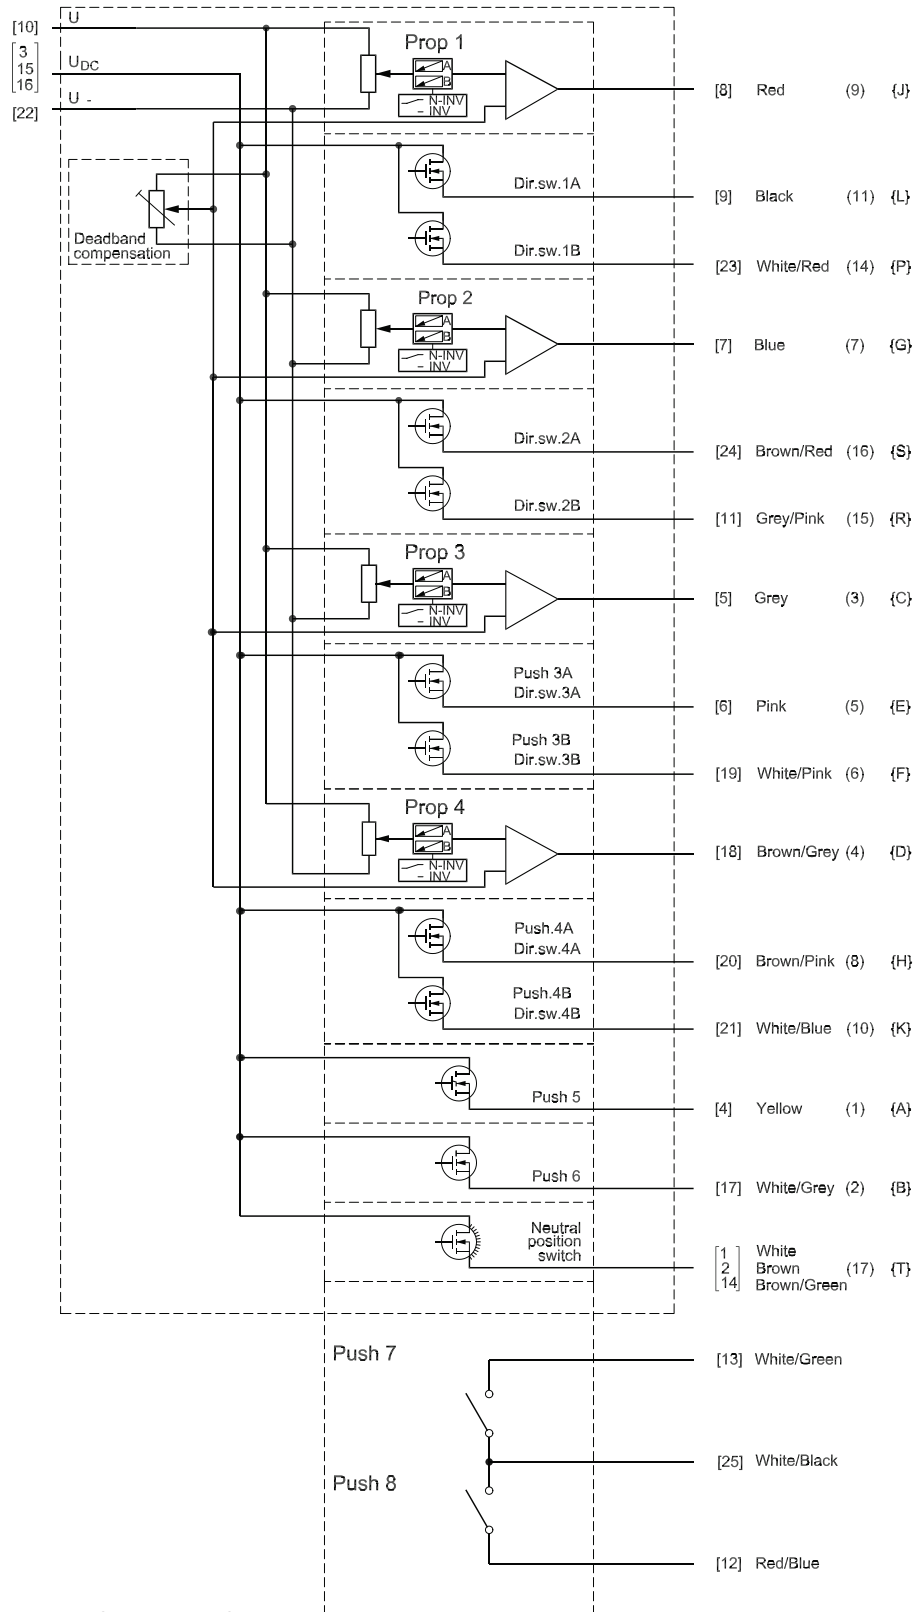 [10] U
3
15
16
UDC
[22] U -
Prop 1
A
B
N-INV
INV
[8] Red (9) {J}
Dir.sw.1A
[9] Black (11) {L}
Deadband
compensation
Dir.sw.1B
[23] White/Red (14) {P}
Prop 2
A
B
N-INV
INV
[7] Blue (7) {G}
Dir.sw.2A
[24] Brown/Red (16) {S}
Dir.sw.2B
[11] Grey/Pink (15) {R}
Prop 3
A
B
N-INV
INV
[5] Grey (3) {C}
Push 3A
Dir.sw.3A
[6] Pink (5) {E}
Push 3B
Dir.sw.3B
[19] White/Pink (6) {F}
Prop 4
A
B
N-INV
INV
[18] Brown/Grey (4) {D}
Push.4A
Dir.sw.4A
[20] Brown/Pink (8) {H}
Push.4B
Dir.sw.4B
[21] White/Blue (10) {K}
Push 5
[4] Yellow (1) {A}
Push 6
[17] White/Grey (2) {B}
Neutral
position
switch
1 White
2 Brown (17) {T}
14 Brown/Green
Push 7
[13] White/Green
[25] White/Black
Push 8
[12] Red/Blue